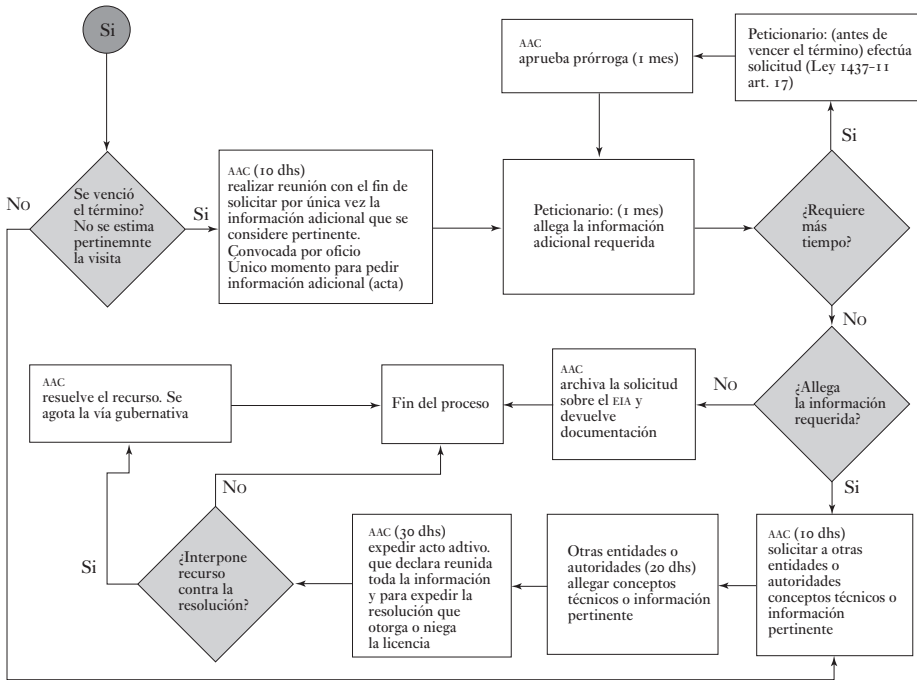 Si
AAC
aprueba prórroga (1 mes)
Peticionario: (antes de
vencer el término) efectúa
solicitud (Ley 1437-11
art. 17)
Si
No
Se venció
el término?
No se estima
pertinemnte
la visita
Si
AAC (10 dhs)
realizar reunión con el fin de
solicitar por única vez la
información adicional que se
considere pertinente.
Convocada por oficio
Único momento para pedir
información adicional (acta)
Peticionario: (1 mes)
allega la información
adicional requerida
¿Requiere
más
tiempo?
No
AAC
resuelve el recurso. Se
agota la vía gubernativa
Fin del proceso
AAC
archiva la solicitud
sobre el EIA y
devuelve
documentación
No
¿Allega
la información
requerida?
Si
No
Si
¿Interpone
recurso
contra la
resolución?
AAC (30 dhs)
expedir acto adtivo.
que declara reunida
toda la información
y para expedir la
resolución que
otorga o niega
la licencia
Otras entidades o
autoridades (20 dhs)
allegar conceptos
técnicos o información
pertinente
AAC (10 dhs)
solicitar a otras
entidades o
autoridades
conceptos técnicos o
información
pertinente